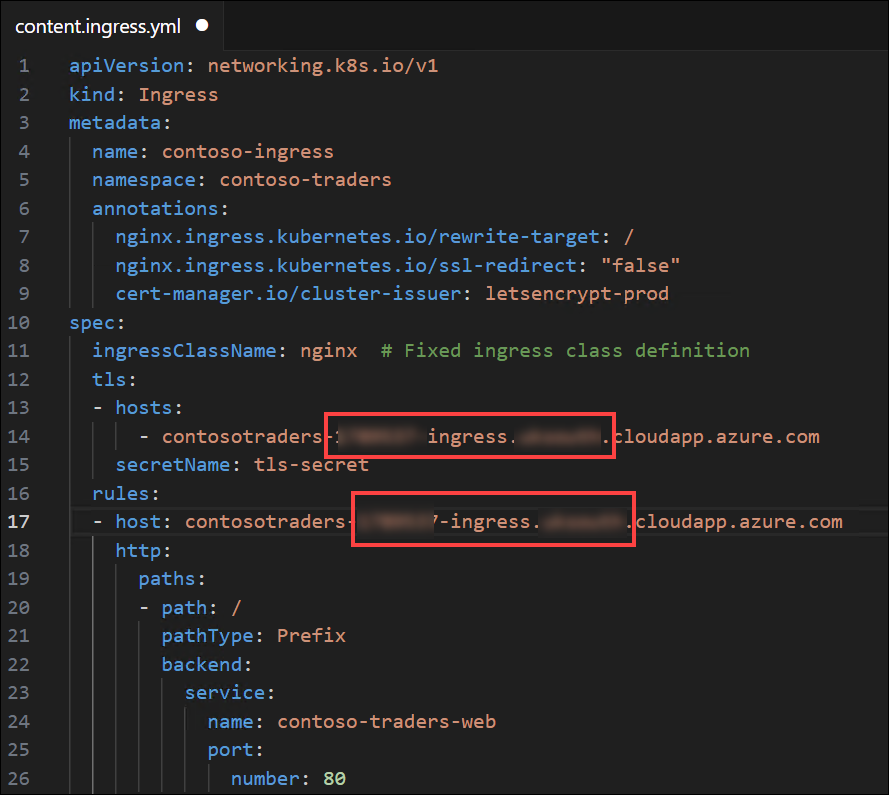 content.ingress.yml
1 apiVersion: networking.k8s.io/v1
2 kind: Ingress
3 metadata:
4 name: contoso-ingress
5 namespace: contoso-traders
6 annotations:
7 nginx.ingress.kubernetes.io/rewrite-target: /
8 nginx.ingress.kubernetes.io/ssl-redirect: "false"
9 cert-manager.io/cluster-issuer: letsencrypt-prod
10 spec:
11 ingressClassName: nginx # Fixed ingress class definition
12 tls:
13 - hosts:
14 - contosotraders- ingress. .cloudapp.azure.com
15 secretName: tls-secret
16 rules:
17 - host: contosotraders- 7-ingress. .cloudapp.azure.com
18 http:
19 paths:
20 - path: /
21 pathType: Prefix
22 backend:
23 service:
24 name: contoso-traders-web
25 port:
26 number: 80